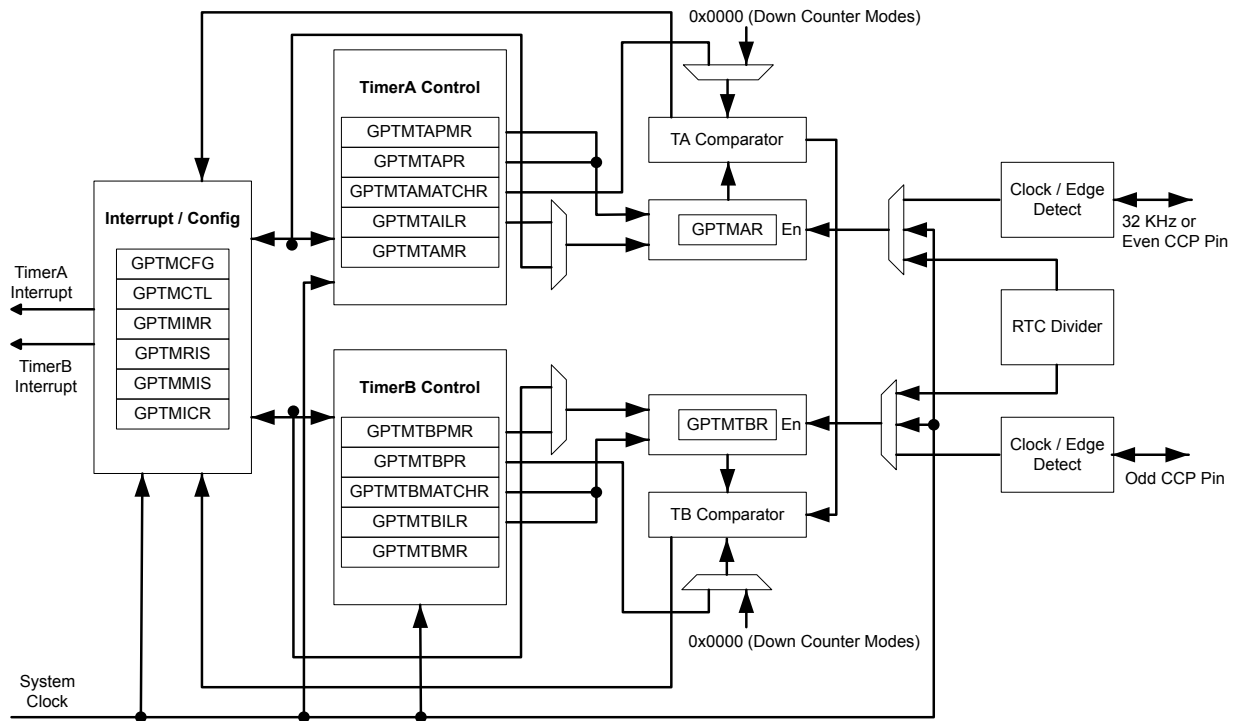 0x0000 (Down Counter Modes)
TimerA Control
GPTMTAPMR
GPTMTAPR
GPTMTAMATCHR
GPTMTAILR
GPTMTAMR
TA Comparator
GPTMAR
En
Clock / Edge
Detect
32 KHz or
Even CCP Pin
Interrupt / Config
GPTMCFG
GPTMCTL
GPTMIMR
GPTMRIS
GPTMMIS
GPTMICR
TimerA
Interrupt
TimerB
Interrupt
RTC Divider
TimerB Control
GPTMTBPMR
GPTMTBPR
GPTMTBMATCHR
GPTMTBILR
GPTMTBMR
GPTMTBR
En
TB Comparator
Clock / Edge
Detect
Odd CCP Pin
0x0000 (Down Counter Modes)
System
Clock